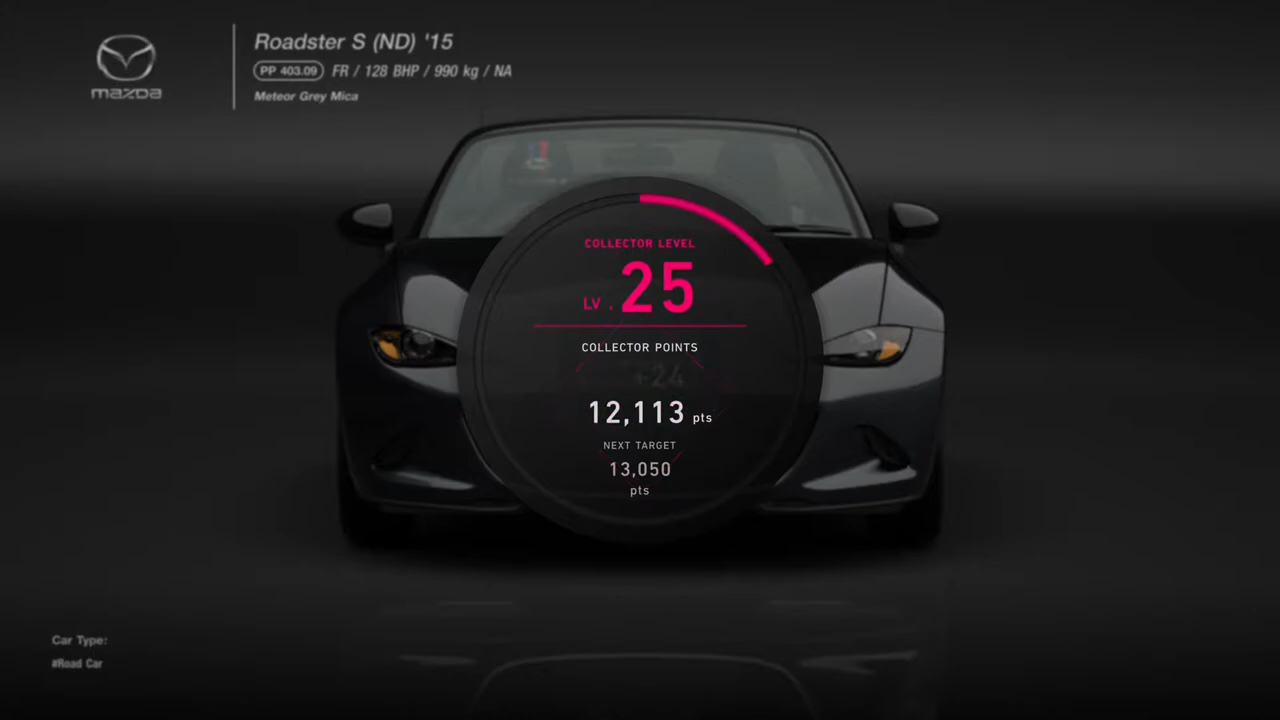 mazda
Roadster S (ND) '15
PP 403.09 FR / 128 BHP / 990 kg / NA
Meteor Grey Mica
COLLECTOR LEVEL
LV . 25
COLLECTOR POINTS
+24
12,113 pts
NEXT TARGET
13,050
pts
Car Type:
#Road Car